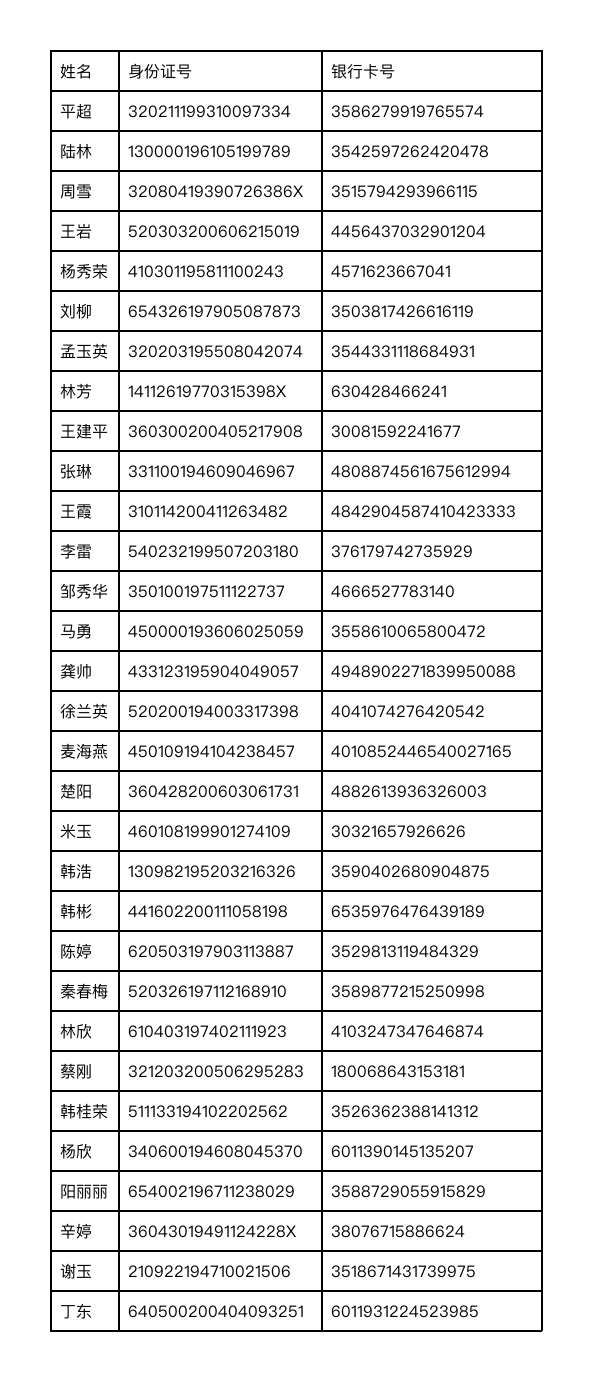 姓名 身份证号 银行卡号
平超 320211199310097334 3586279919765574
陆林 130000196105199789 3542597262420478
周雪 32080419390726386X 3515794293966115
王岩 520303200606215019 4456437032901204
杨秀荣 410301195811100243 4571623667041
刘柳 654326197905087873 3503817426616119
孟玉英 320203195508042074 3544331118684931
林芳 14112619770315398X 630428466241
王建平 360300200405217908 30081592241677
张琳 331100194609046967 4808874561675612994
王霞 310114200411263482 4842904587410423333
李雷 540232199507203180 376179742735929
邹秀华 350100197511122737 4666527783140
马勇 450000193606025059 3558610065800472
龚帅 433123195904049057 4948902271839950088
徐兰英 520200194003317398 4041074276420542
麦海燕 450109194104238457 4010852446540027165
楚阳 360428200603061731 4882613936326003
米玉 460108199901274109 30321657926626
韩浩 130982195203216326 3590402680904875
韩彬 441602200111058198 6535976476439189
陈婷 620503197903113887 3529813119484329
秦春梅 520326197112168910 3589877215250998
林欣 610403197402111923 4103247347646874
蔡刚 321203200506295283 180068643153181
韩桂荣 511133194102202562 3526362388141312
杨欣 340600194608045370 6011390145135207
阳丽丽 654002196711238029 3588729055915829
辛婷 36043019491124228X 38076715886624
谢玉 210922194710021506 3518671431739975
丁东 640500200404093251 6011931224523985